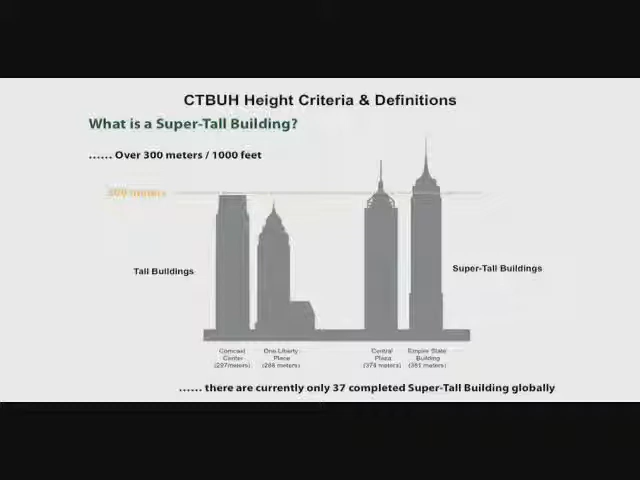 CTBUH Height Criteria & Definitions
What is a Super-Tall Building?
...... Over 300 meters / 1000 feet
300 meters
Tall Buildings
Super-Tall Buildings
Comcast
Center
(297meters)
One Liberty
Place
(288 meters)
Central
Plaza
(374 meters)
Empire State
Building
(381 meters)
...... there are currently only 37 completed Super-Tall Building globally